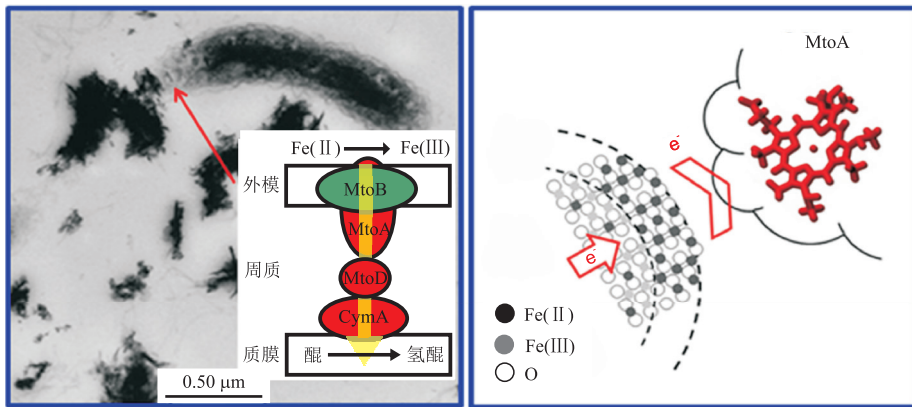 Fe(Ⅱ) Fe(Ⅲ)
外模
MtoB
MtoA
周质
MtoD
CymA
质膜
醌 氢醌
0.50 μm
MtoA
e-
e-
Fe(Ⅱ)
Fe(Ⅲ)
O